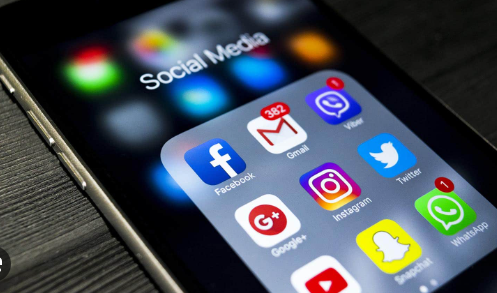 Social Media
382
1
Facebook
Gmail
Viber
G+
Google+
Instagram
Twitter
1
Snapchat
WhatsApp